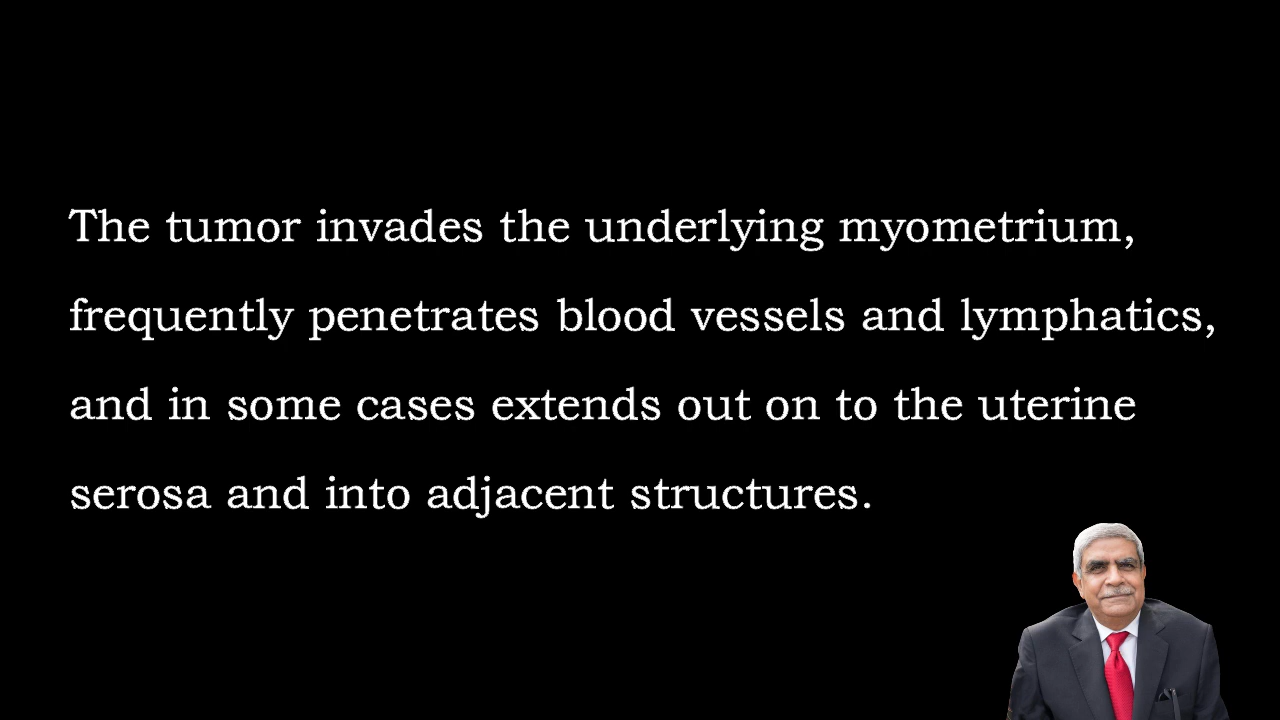 The tumor invades the underlying myometrium,
frequently penetrates blood vessels and lymphatics,
and in some cases extends out on to the uterine
serosa and into adjacent structures.